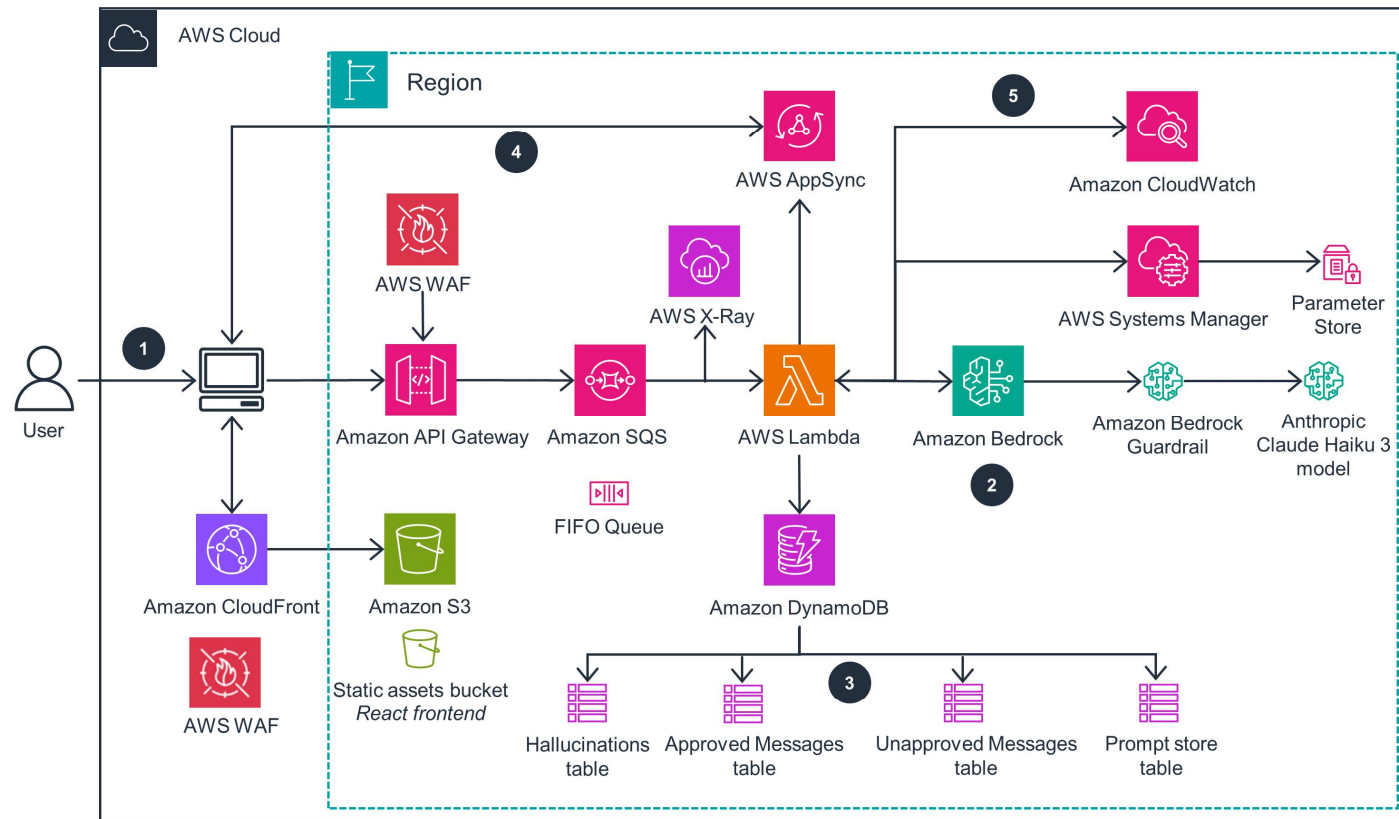 AWS Cloud
Region
5
4
AWS AppSync
Amazon CloudWatch
AWS WAF
AWS X-Ray
AWS Systems Manager
Parameter
Store
1
User
Amazon API Gateway
Amazon SQS
AWS Lambda
Amazon Bedrock
Amazon Bedrock
Guardrail
Anthropic
Claude Haiku 3
model
2
FIFO Queue
Amazon CloudFront
Amazon S3
Amazon DynamoDB
AWS WAF
Static assets bucket
React frontend
3
Hallucinations
table
Approved Messages
table
Unapproved Messages
table
Prompt store
table